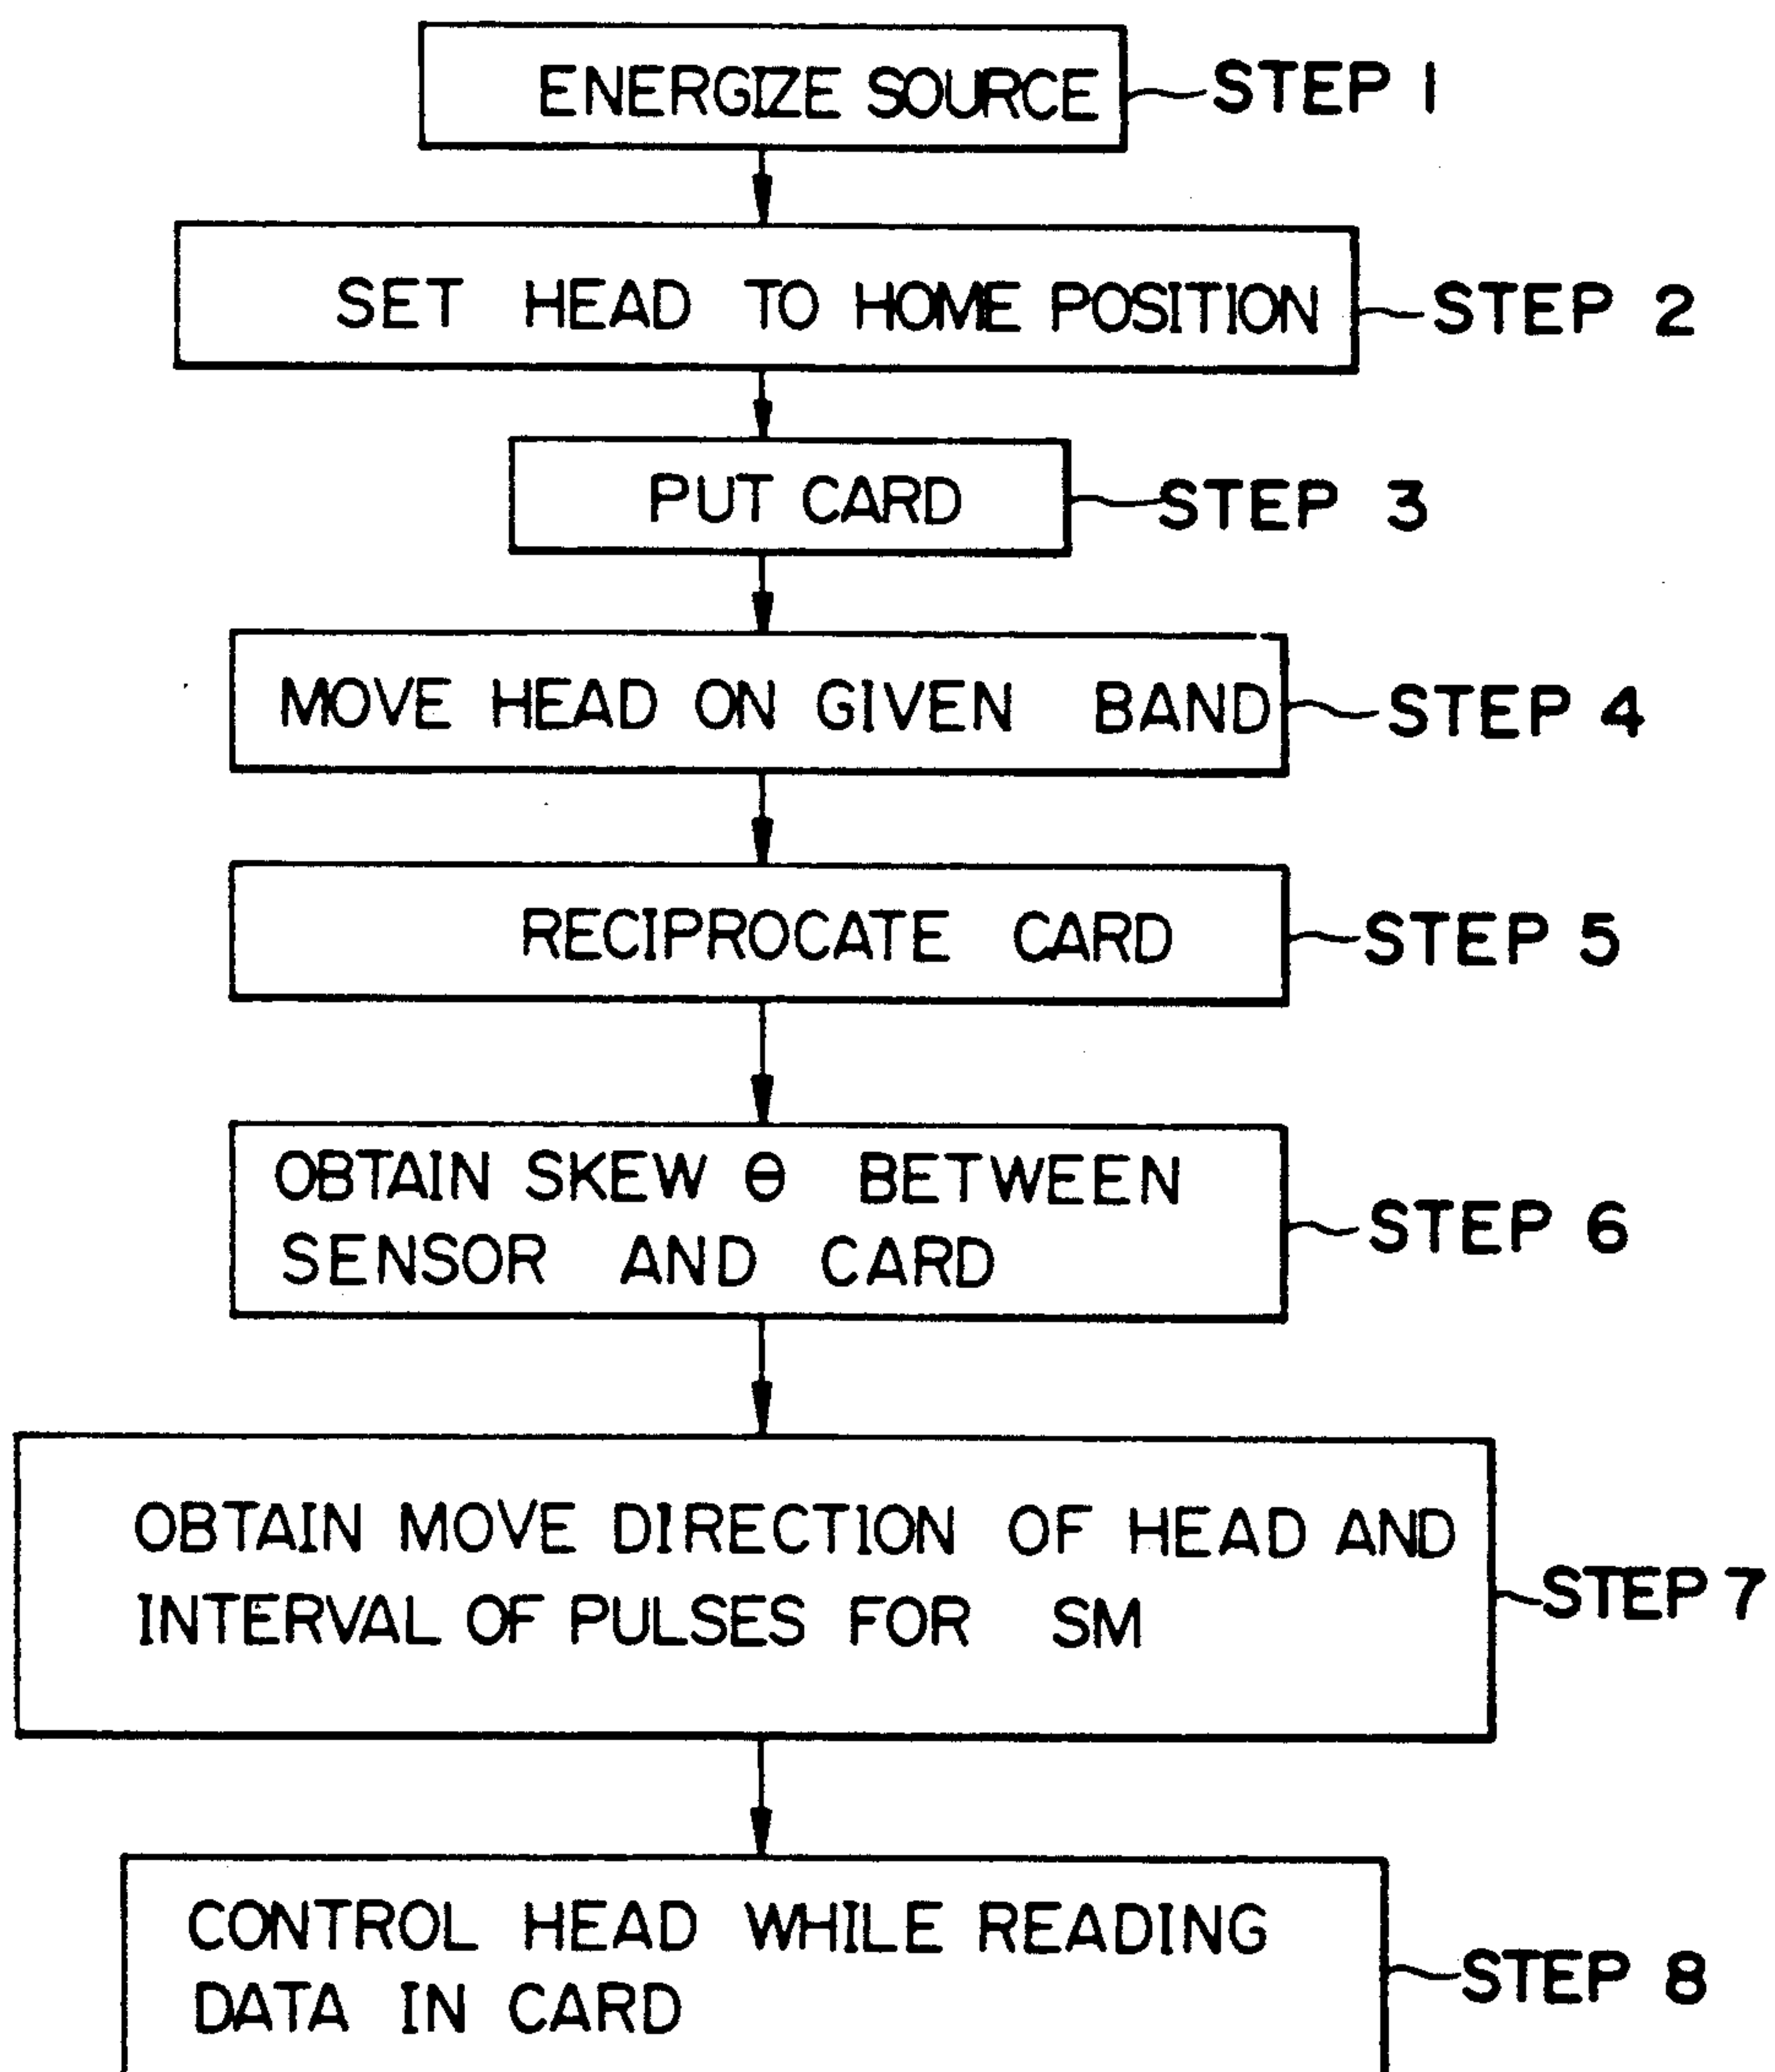 ENERGIZE SOURCE
STEP 1
SET HEAD TO HOME POSITION
STEP 2
PUT CARD
STEP 3
MOVE HEAD ON GIVEN BAND
STEP 4
RECIPROCATE CARD
STEP 5
OBTAIN SKEW θ BETWEEN
SENSOR AND CARD
STEP 6
OBTAIN MOVE DIRECTION OF HEAD AND
INTERVAL OF PULSES FOR SM
STEP 7
CONTROL HEAD WHILE READING
DATA IN CARD
STEP 8